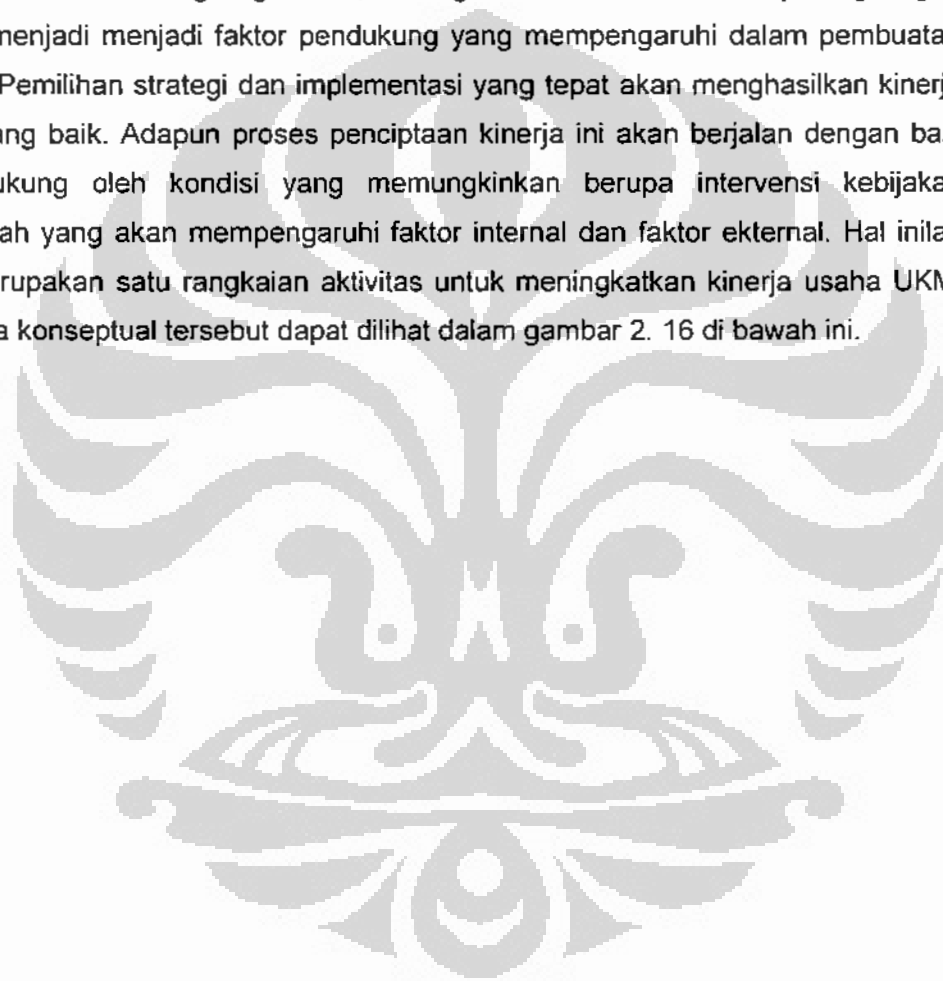 menjadi menjadi faktor pendukung yang mempengaruhi dalam pembuata
Pemilihan strategi dan implementasi yang tepat akan menghasilkan kinerj
ang baik. Adapun proses penciptaan kinerja ini akan berjalan dengan ba
ukung oleh kondisi yang memungkinkan berupa intervensi kebijaka
ah yang akan mempengaruhi faktor internal dan faktor ekternal. Hal inila
rupakan satu rangkaian aktivitas untuk meningkatkan kinerja usaha UKM
a konseptual tersebut dapat dilihat dalam gambar 2. 16 di bawah ini.